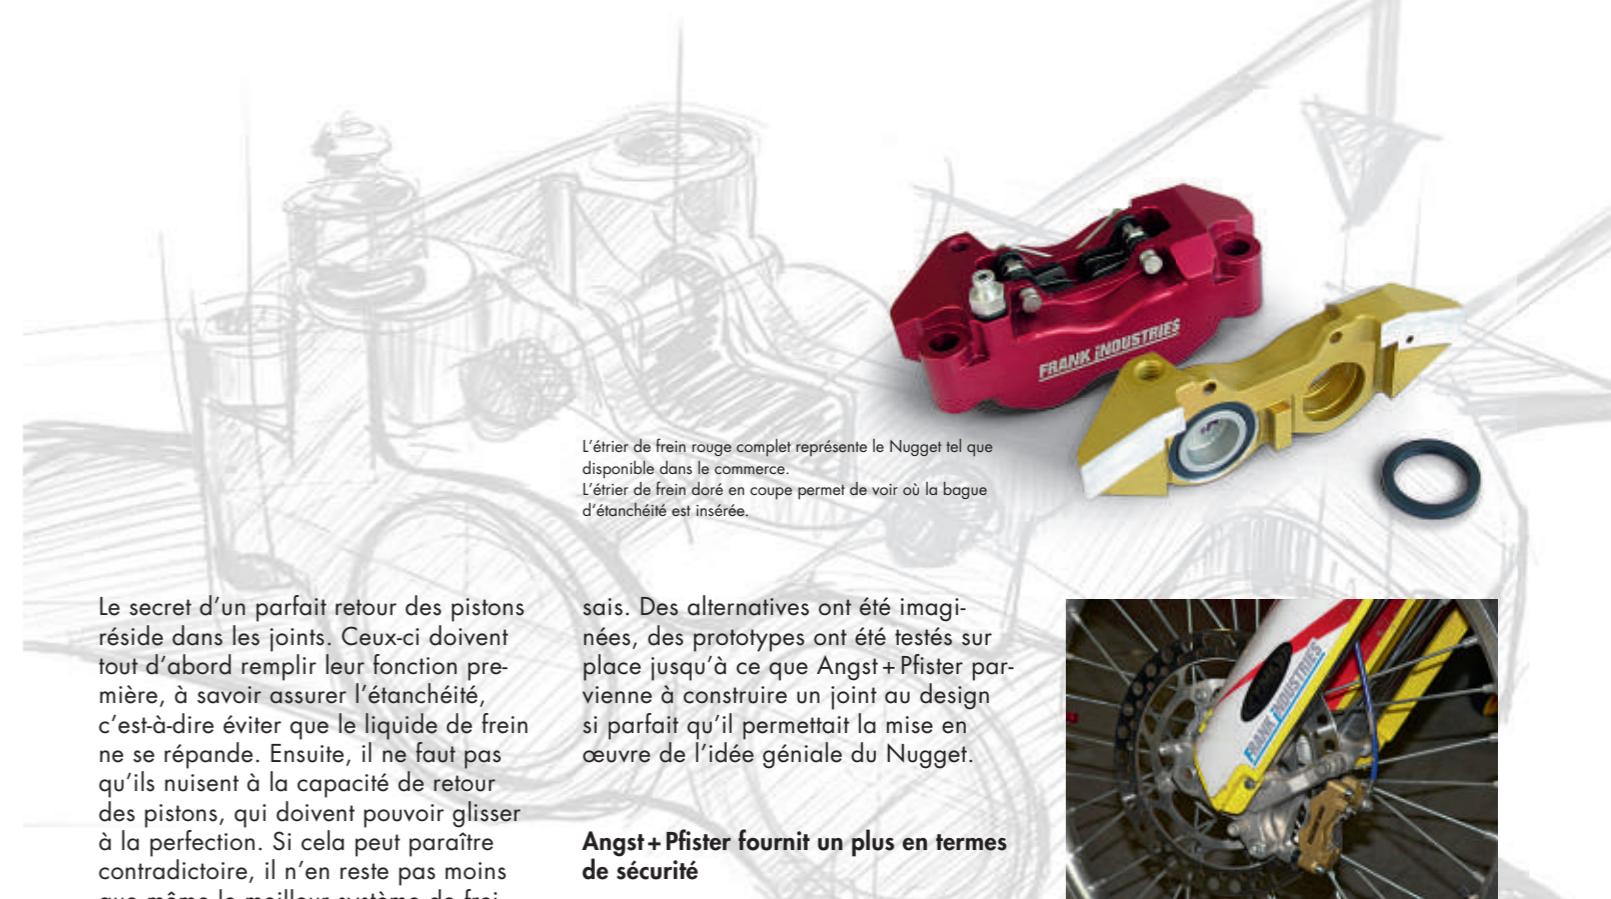 FRANK iNDUSTRIES
L'étrier de frein rouge complet représente le Nugget tel que
disponible dans le commerce.
L'étrier de frein doré en coupe permet de voir où la bague
d'étanchéité est insérée.
Le secret d'un parfait retour des pistons
réside dans les joints. Ceux-ci doivent
tout d'abord remplir leur fonction pre-
mière, à savoir assurer l'étanchéité,
c'est-à-dire éviter que le liquide de frein
ne se répande. Ensuite, il ne faut pas
qu'ils nuisent à la capacité de retour
des pistons, qui doivent pouvoir glisser
à la perfection. Si cela peut paraître
contradictoire, il n'en reste pas moins
que même le meilleur système de frei-
sais. Des alternatives ont été imagi-
nées, des prototypes ont été testés sur
place jusqu'à ce que Angst + Pfister par-
vienne à construire un joint au design
si parfait qu'il permettait la mise en
œuvre de l'idée géniale du Nugget.
Angst + Pfister fournit un plus en termes
de sécurité
FRANK iNDUSTRIES